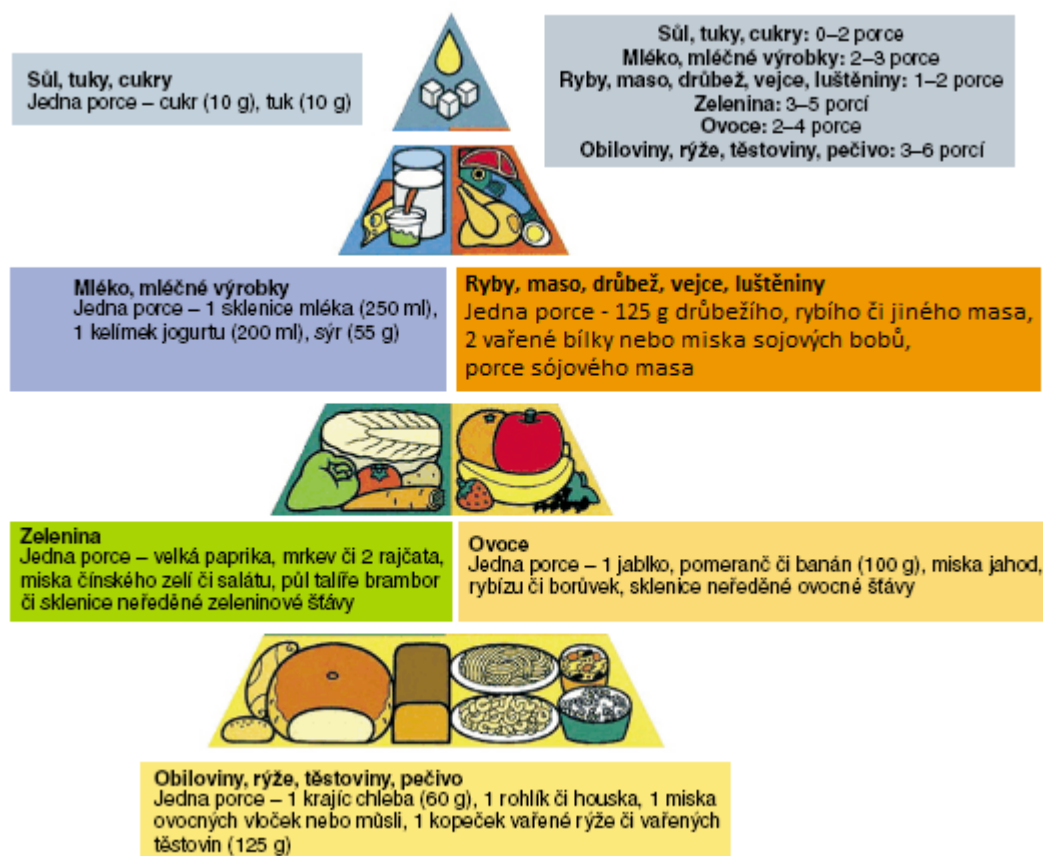 Sůl, tuky, cukry
Jedna porce – cukr (10 g), tuk (10 g)
Sůl, tuky, cukry: 0–2 porce
Mléko, mléčné výrobky: 2–3 porce
Ryby, maso, drůbež, vejce, luštěniny: 1–2 porce
Zelenina: 3–5 porcí
Ovoce: 2–4 porce
Obiloviny, rýže, těstoviny, pečivo: 3–6 porcí
Mléko, mléčné výrobky
Jedna porce – 1 sklenice mléka (250 ml),
1 kelímek jogurtu (200 ml), sýr (55 g)
Ryby, maso, drůbež, vejce, luštěniny
Jedna porce - 125 g drůbežího, rybího či jiného masa,
2 vařené bílky nebo miska sojových bobů,
porce sójového masa
Zelenina
Jedna porce – velká paprika, mrkev či 2 rajčata,
miska čínského zelí či salátu, půl talíře brambor
či sklenice neředěné zeleninové šťávy
Ovoce
Jedna porce – 1 jablko, pomeranč či banán (100 g), miska jahod,
rybízu či borůvek, sklenice neředěné ovocné šťávy
Obiloviny, rýže, těstoviny, pečivo
Jedna porce – 1 krajíc chleba (60 g), 1 rohlík či houska, 1 miska
ovocných vloček nebo műsli, 1 kopeček vařené rýže či vařených
těstovin (125 g)